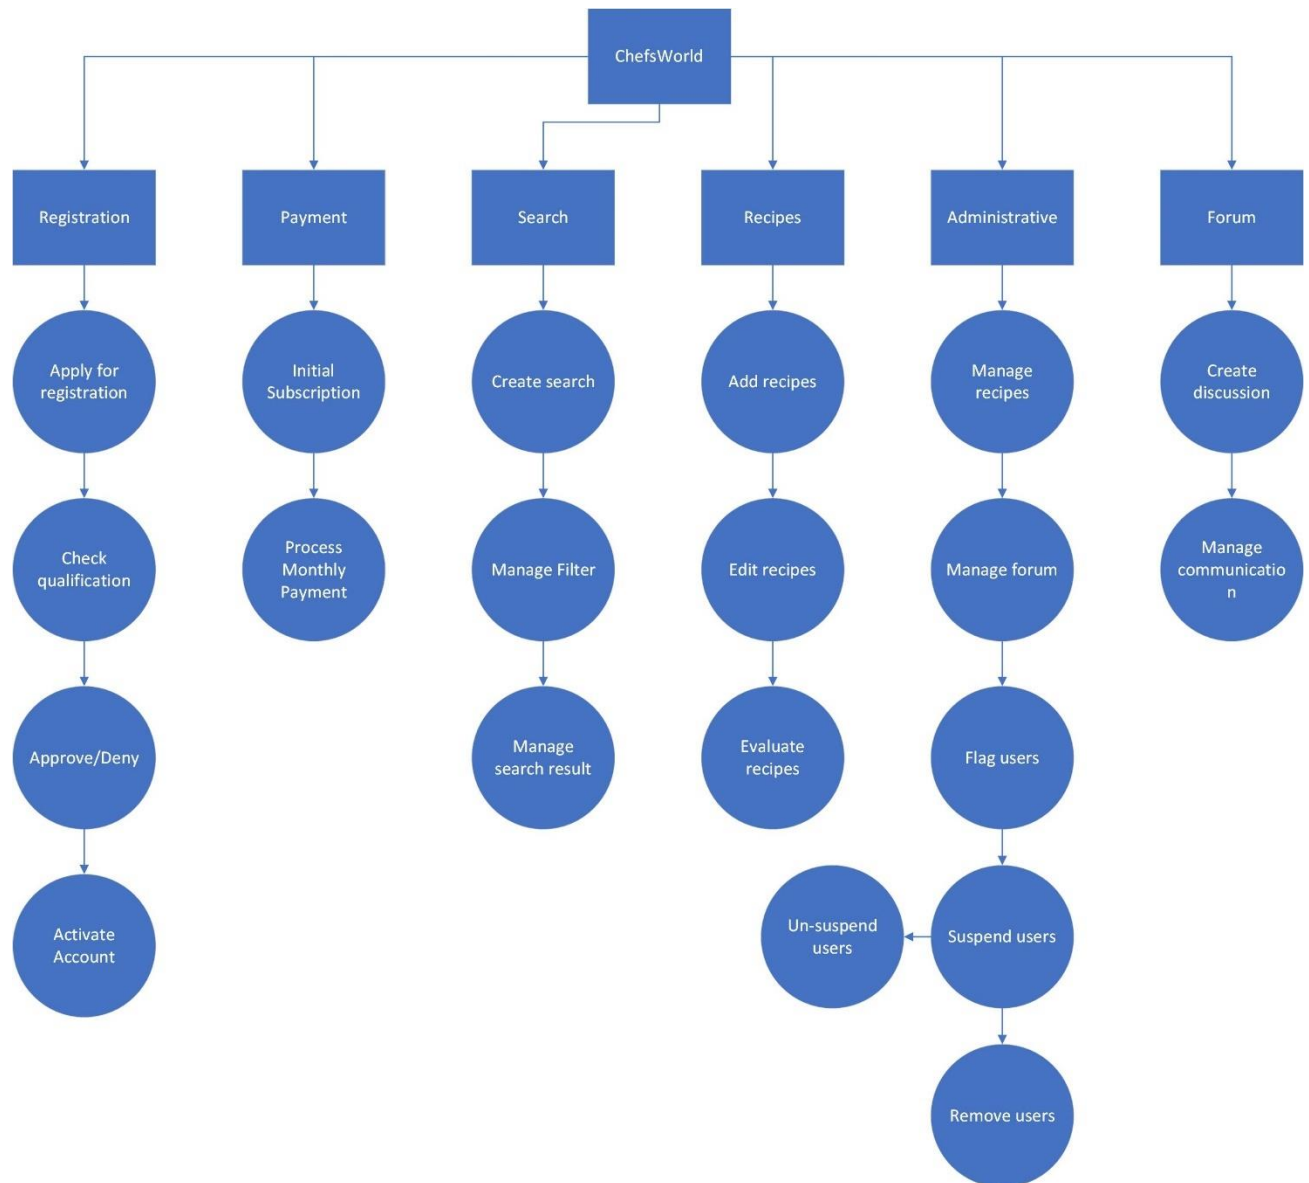 ChefsWorld
Registration
Payment
Search
Recipes
Administrative
Forum
Apply for
registration
Initial
Subscription
Create search
Add recipes
Manage
recipes
Create
discussion
Check
qualification
Process
Monthly
Payment
Manage Filter
Edit recipes
Manage forum
Manage
communicatio
n
Approve/Deny
Manage
search result
Evaluate
recipes
Flag users
Activate
Account
Un-suspend
users
Suspend users
Remove users